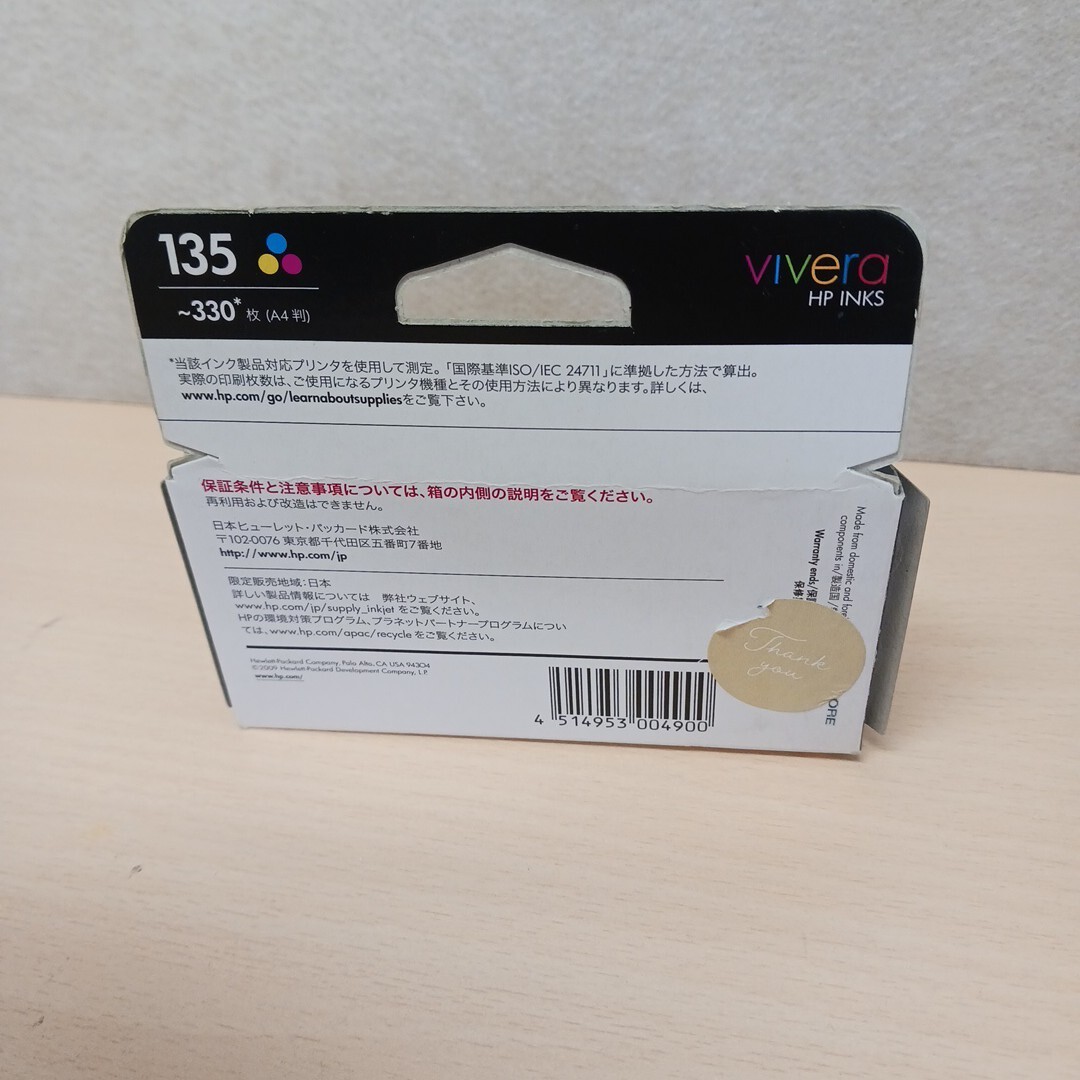 135
vivera
HP INKS
~330* 枚 (A4 判)
*当該インク製品対応プリンタを使用して測定。「国際基準ISO/IEC 24711」に準拠した方法で算出。
実際の印刷枚数は、ご使用になるプリンタ機種とその使用方法により異なります。詳しくは、
www.hp.com/go/learnaboutsuppliesをご覧下さい。
保証条件と注意事項については、箱の内側の説明をご覧ください。
再利用および改造はできません。
日本ヒューレット・パッカード株式会社
〒102-0076 東京都千代田区五番町7番地
http://www.hp.com/jp
限定販売地域:日本
詳しい製品情報については 弊社ウェブサイト、
www.hp.com/jp/supply_inkjet をご覧ください。
HPの環境対策プログラム、プラネットパートナープログラムについ
ては、www.hp.com/apac/recycle をご覧ください。
Hewlett-Packard Company, Palo Alto, CA USA 94304
©2009 Hewlett-Packard Development Company, L.P.
www.hp.com/
4 514953 004900
Made from domestic and
components in/製造国
Warranty ends/保証
Thank
you